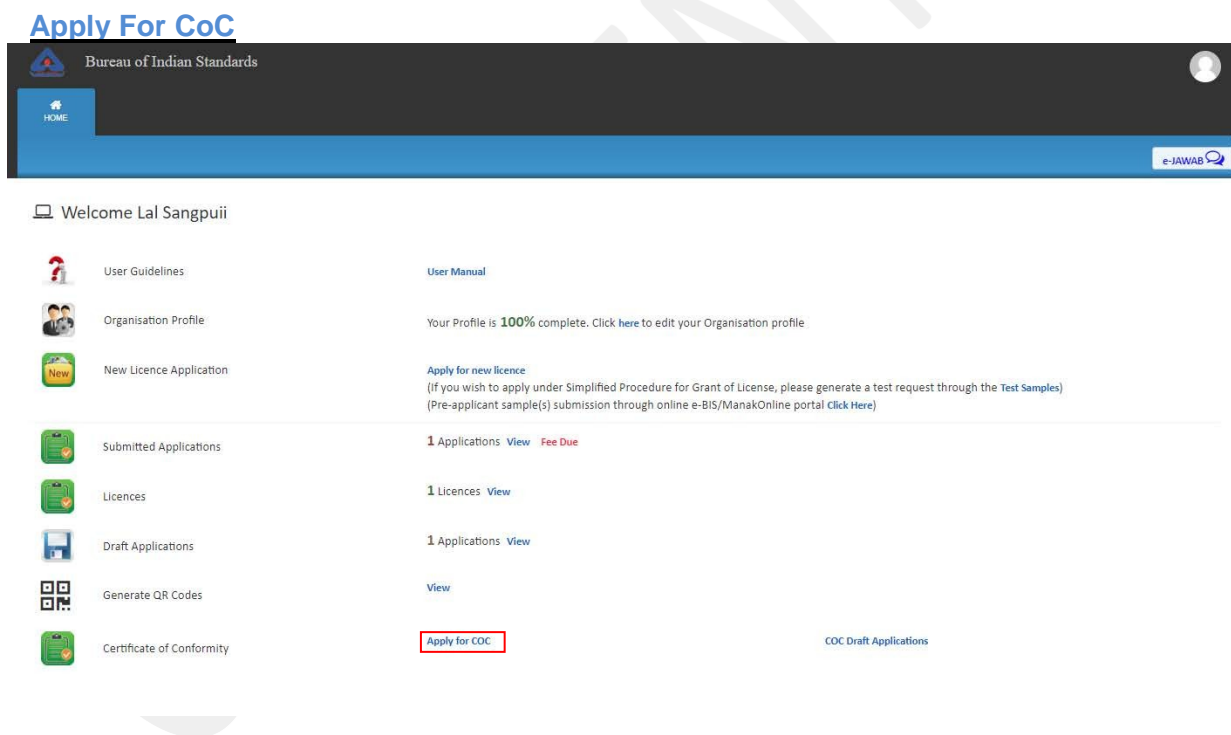 Apply For CoC
Bureau of Indian Standards
HOME
e-JAWAB
Welcome Lal Sangpuii
User Guidelines User Manual
Organisation Profile Your Profile is 100% complete. Click here to edit your Organisation profile
New New Licence Application Apply for new licence
(If you wish to apply under Simplified Procedure for Grant of License, please generate a test request through the Test Samples)
(Pre-applicant sample(s) submission through online e-BIS/ManakOnline portal Click Here)
Submitted Applications 1 Applications View Fee Due
Licences 1 Licences View
Draft Applications 1 Applications View
Generate QR Codes View
Certificate of Conformity Apply for COC COC Draft Applications